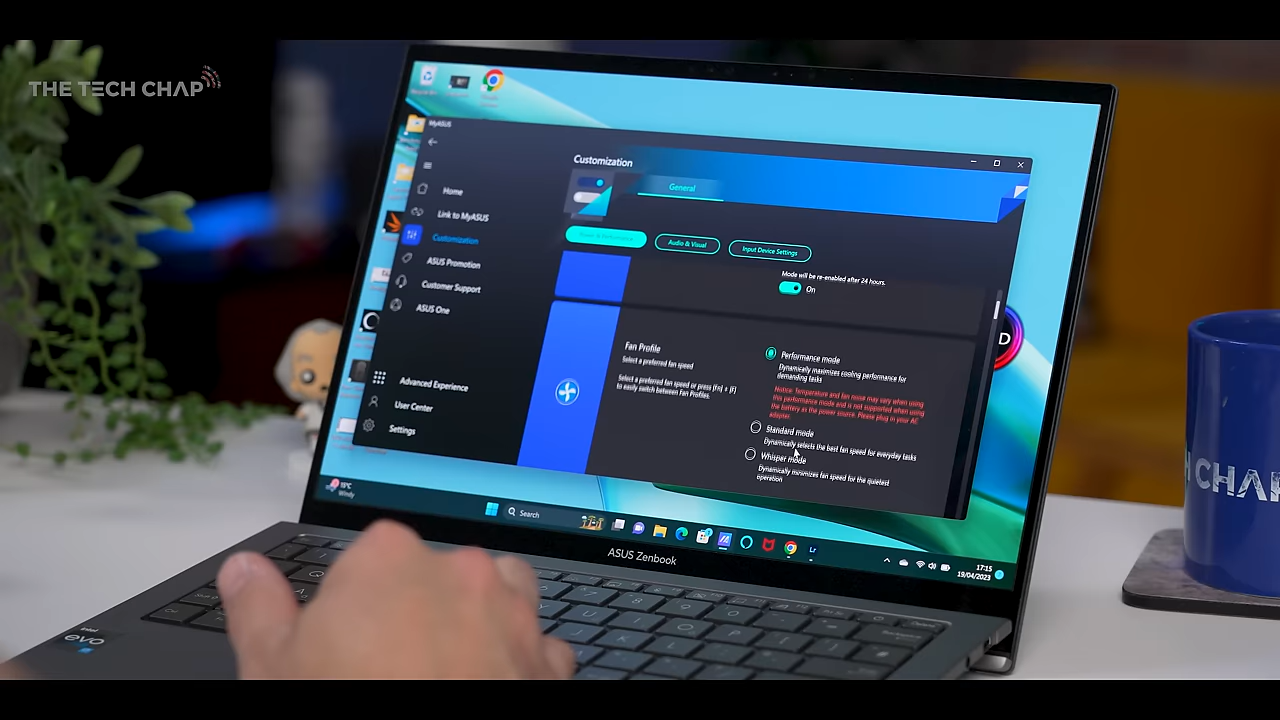 THE TECH CHAP
MyASUS
Customization
General
Home
Link to MyASUS
Customization
ASUS Promotion
Customer Support
ASUS One
Advanced Experience
User Center
Settings
Power & Performance
Audio & Visual
Input Device Settings
Mode will be re-enabled after 24 hours.
On
Fan Profile
Select a preferred fan speed
Select a preferred fan speed or press [fn] + [F]
to easily switch between Fan Profiles.
Performance mode
Dynamically maximizes cooling performance for
demanding tasks
Notice: Temperature and fan noise may vary when using
this performance mode and is not supported when using
the battery as the power source. Please plug in your AC
adapter.
Standard mode
Dynamically selects the best fan speed for everyday tasks
Whisper mode
Dynamically minimizes fan speed for the quietest
operation
15°C
Windy
Search
17:15
19/04/2023
ASUS Zenbook
intel
evo
CHA